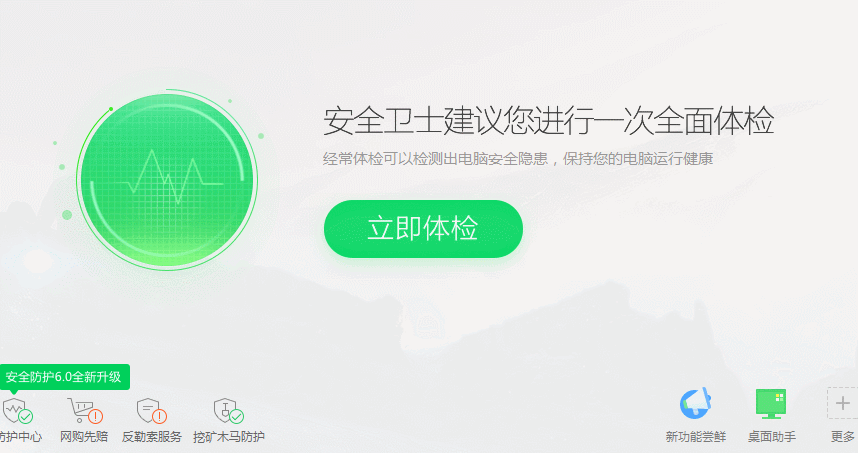 安全卫士建议您进行一次全面体检
经常体检可以检测出电脑安全隐患，保持您的电脑运行健康
立即体检
安全防护6.0全新升级
防护中心
网购先赔
反勒索服务
挖矿木马防护
新功能尝鲜
桌面助手
更多